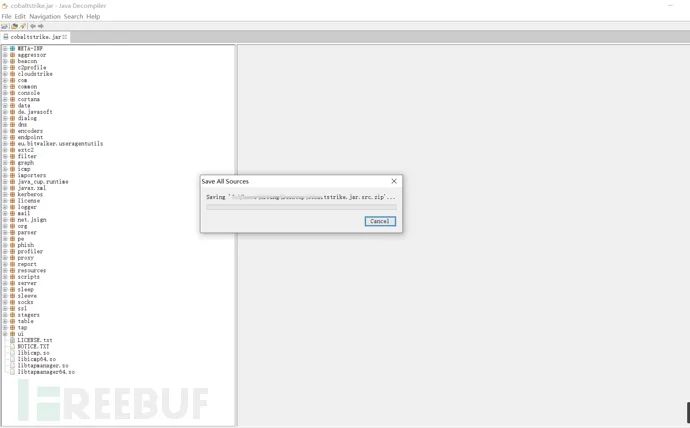 cobaltstrike.jar - Java Decompiler
File Edit Navigation Search Help
cobaltstrike.jar
META-INF
aggressor
beacon
c2profile
cloudstrike
com
common
console
cortana
data
de.javasoft
dialog
dns
encoders
endpoint
eu.bitwalker.useragentutils
extc2
filter
graph
icmp
importers
java_cup.runtime
javax.xml
kerberos
license
logger
mail
net.jsign
org
parser
pe
phish
profiler
proxy
report
resources
scripts
server
sleep
sleeve
socks
ssl
stagers
table
tap
ui
LICENSE.txt
NOTICE.TXT
libicmp.so
libicmp64.so
libtapmanager.so
libtapmanager64.so
Save All Sources
Saving '
tstrike.jar.src.zip'...
Cancel
FREEBUF